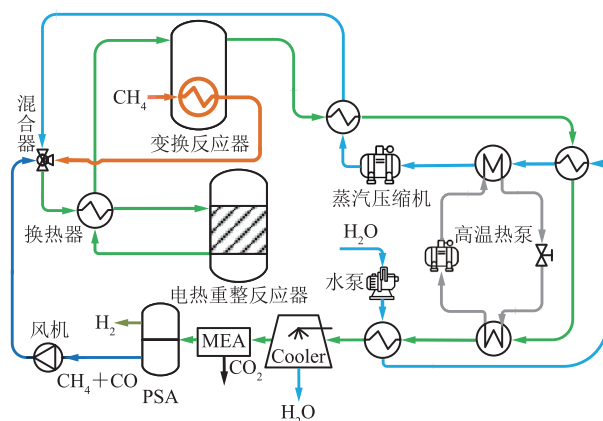 混合器
CH₄
变换反应器
蒸汽压缩机
换热器
H₂O
高温热泵
电热重整反应器
水泵
风机
H₂
MEA
Cooler
CO₂
CH₄＋CO
PSA
H₂O